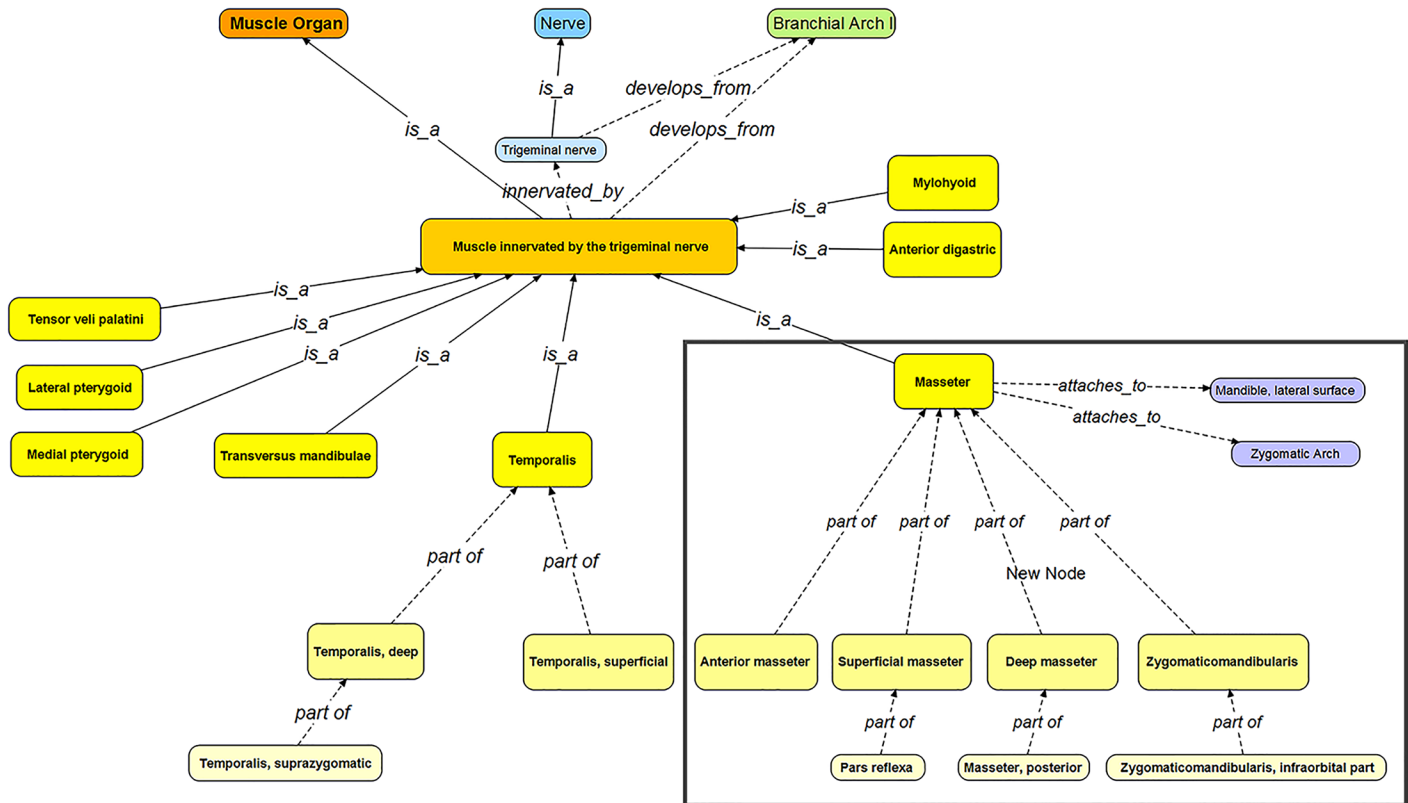 Muscle Organ
Nerve
Branchial Arch I
is_a
develops_from
is_a
develops_from
Trigeminal nerve
innervated_by
Mylohyoid
is_a
Muscle innervated by the trigeminal nerve
is_a
Anterior digastric
is_a
Tensor veli palatini
is_a
is_a
is_a
is_a
is_a
Lateral pterygoid
Masseter
attaches_to
Mandible, lateral surface
attaches_to
Medial pterygoid
Transversus mandibulae
Temporalis
Zygomatic Arch
part of
part of
part of
part of
part of
part of
New Node
Temporalis, deep
Temporalis, superficial
Anterior masseter
Superficial masseter
Deep masseter
Zygomaticomandibularis
part of
part of
part of
part of
Temporalis, suprazygomatic
Pars reflexa
Masseter, posterior
Zygomaticomandibularis, infraorbital part